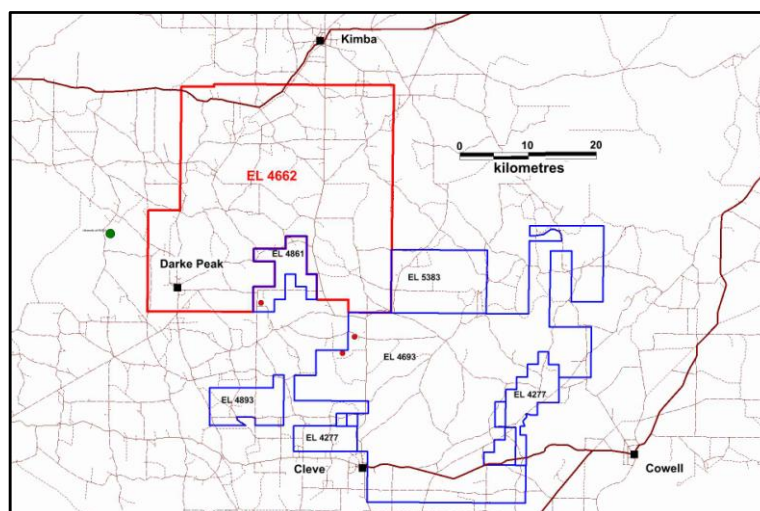 Kimba
0 10 20
kilometres
EL 4662
EL 4861
Darke Peak
EL 5383
EL 4693
EL 4893
EL 4277
EL 4277
Cleve
Cowell